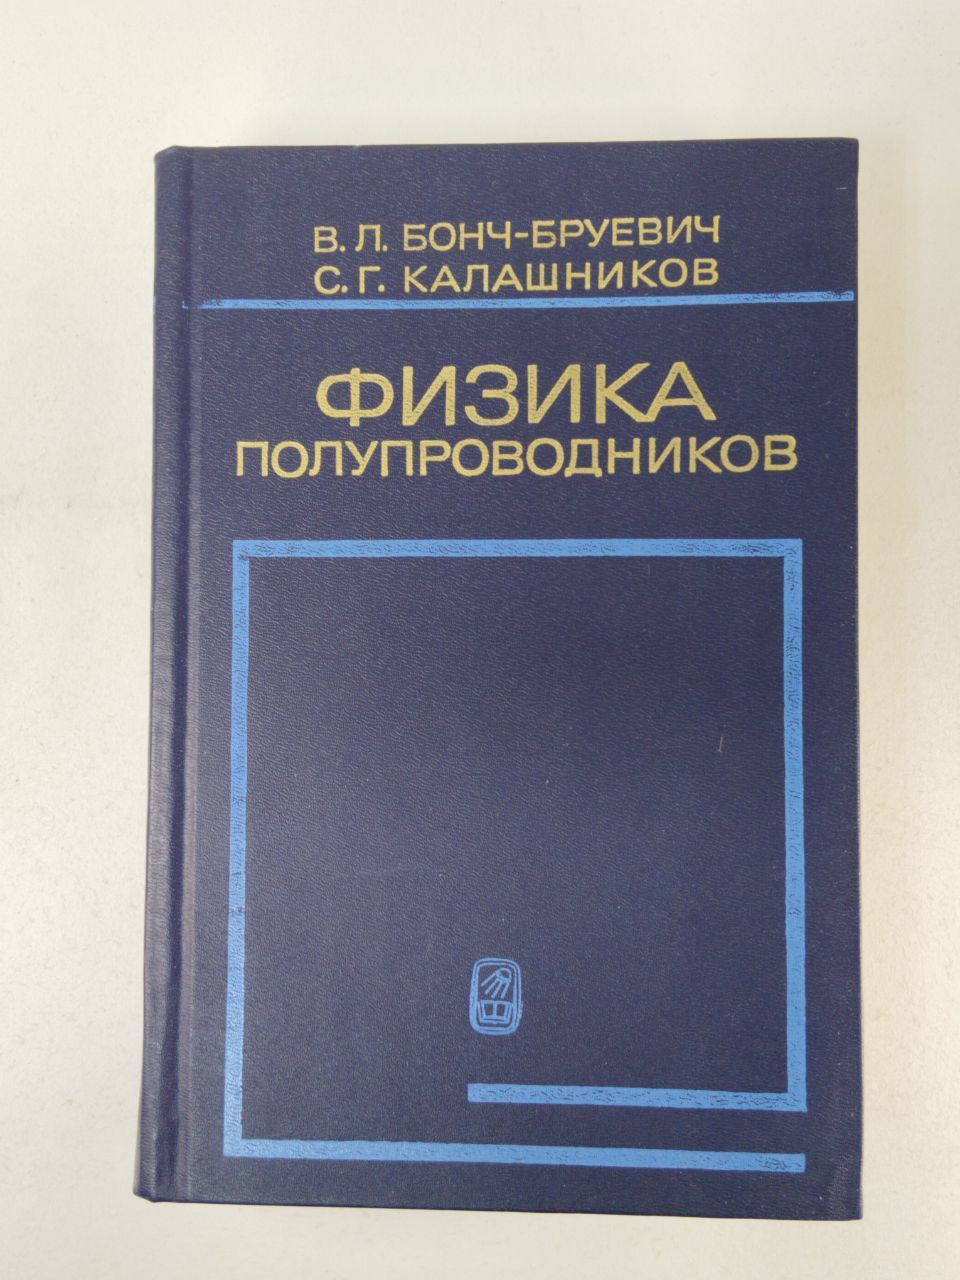 В. Л. БОНЧ-БРУЕВИЧ
С. Г. КАЛАШНИКОВ
ФИЗИКА
ПОЛУПРОВОДНИКОВ